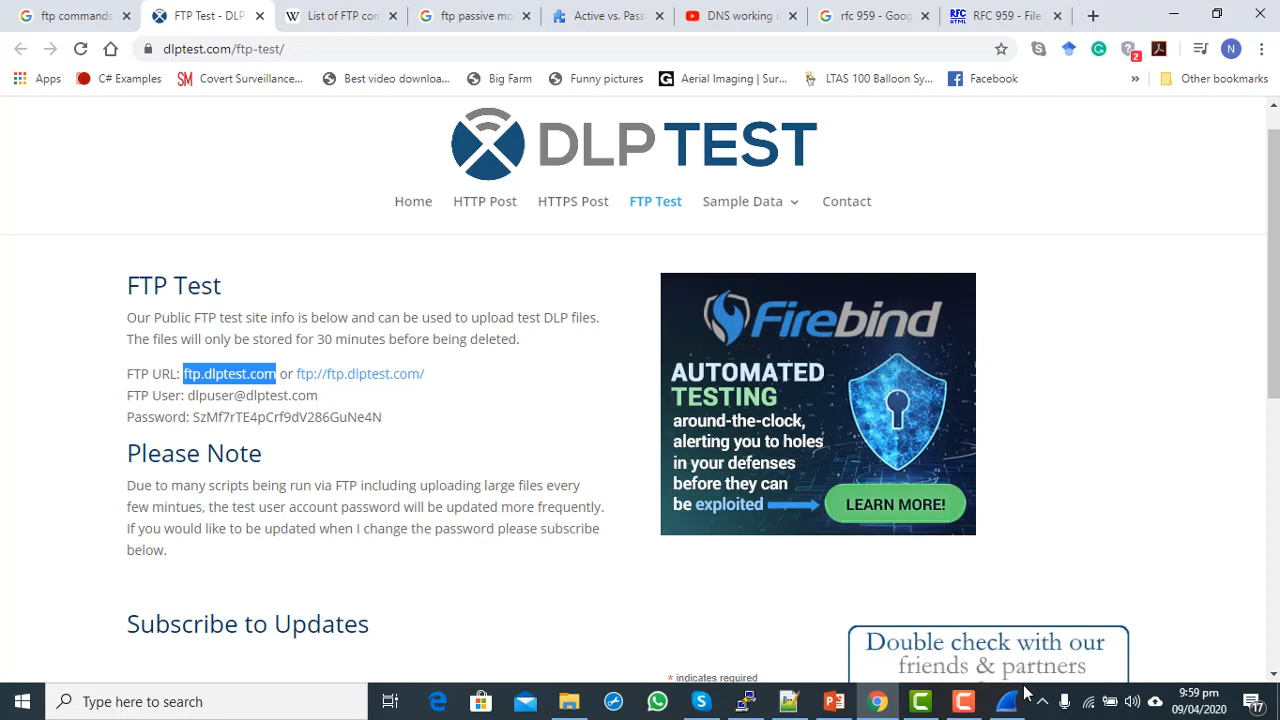 ftp commands
FTP Test - DLP
List of FTP com
ftp passive mo
Active vs. Pass
DNS working i
rfc 959 - Goog
RFC 959 - File
dlptest.com/ftp-test/
2
N
Apps
C# Examples
SM Covert Surveillance...
Best video downloa...
Big Farm
Funny pictures
G Aerial Imaging | Sur...
LTAS 100 Balloon Sy...
Facebook
»
Other bookmarks
DLPTEST
Home
HTTP Post
HTTPS Post
FTP Test
Sample Data
Contact
FTP Test
Our Public FTP test site info is below and can be used to upload test DLP files.
The files will only be stored for 30 minutes before being deleted.
FTP URL: ftp.dlptest.com or ftp://ftp.dlptest.com/
FTP User: dlpuser@dlptest.com
Password: SzMf7rTE4pCrf9dV286GuNe4N
Please Note
Due to many scripts being run via FTP including uploading large files every
few mintues, the test user account password will be updated more frequently.
If you would like to be updated when I change the password please subscribe
below.
Firebind
AUTOMATED
TESTING
around-the-clock,
alerting you to holes
in your defenses
before they can
be exploited
LEARN MORE!
Subscribe to Updates
* indicates required
Double check with our
friends & partners
Type here to search
9:59 pm
09/04/2020
17